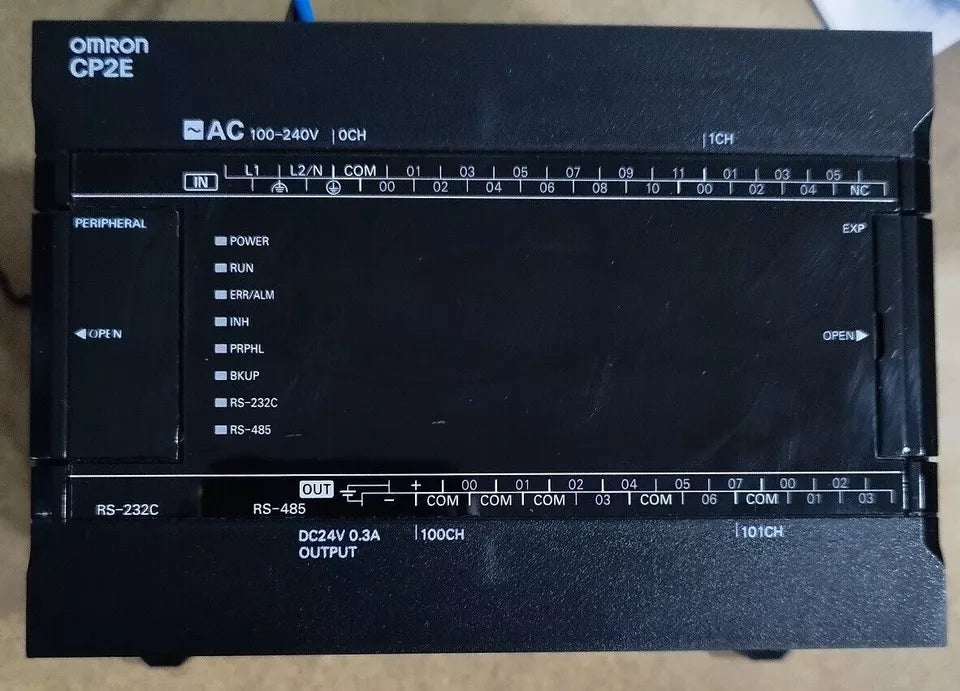 OMRON
CP2E
AC 100-240V 0CH 1CH
L1 L2/N COM 01 03 05 07 09 11 01 03 05
IN 00 02 04 06 08 10 00 02 04 NC
PERIPHERAL
EXP
POWER
RUN
ERR/ALM
INH
OPEN
OPEN
PRPHL
BKUP
RS-232C
RS-485
OUT + 00 01 02 04 05 07 00 02
- COM COM COM 03 COM 06 COM 01 03
RS-232C RS-485
DC24V 0.3A 100CH 101CH
OUTPUT